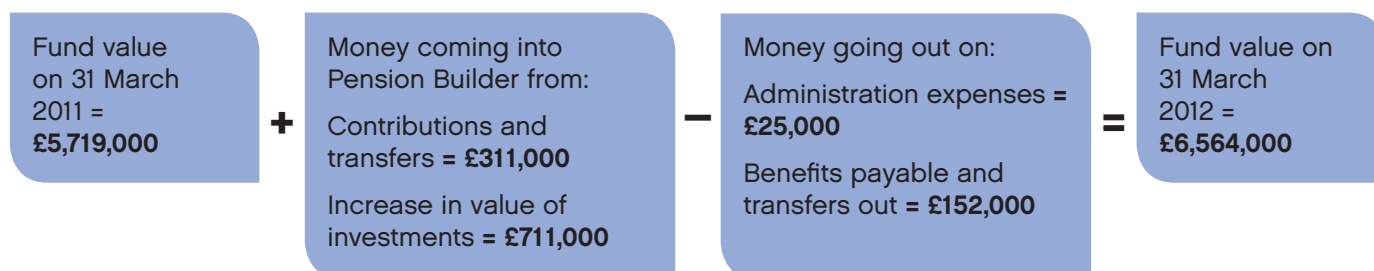 Fund value
on 31 March
2011 =
£5,719,000
+
Money coming into
Pension Builder from:
Contributions and
transfers = £311,000
Increase in value of
investments = £711,000
–
Money going out on:
Administration expenses =
£25,000
Benefits payable and
transfers out = £152,000
=
Fund value on
31 March
2012 =
£6,564,000